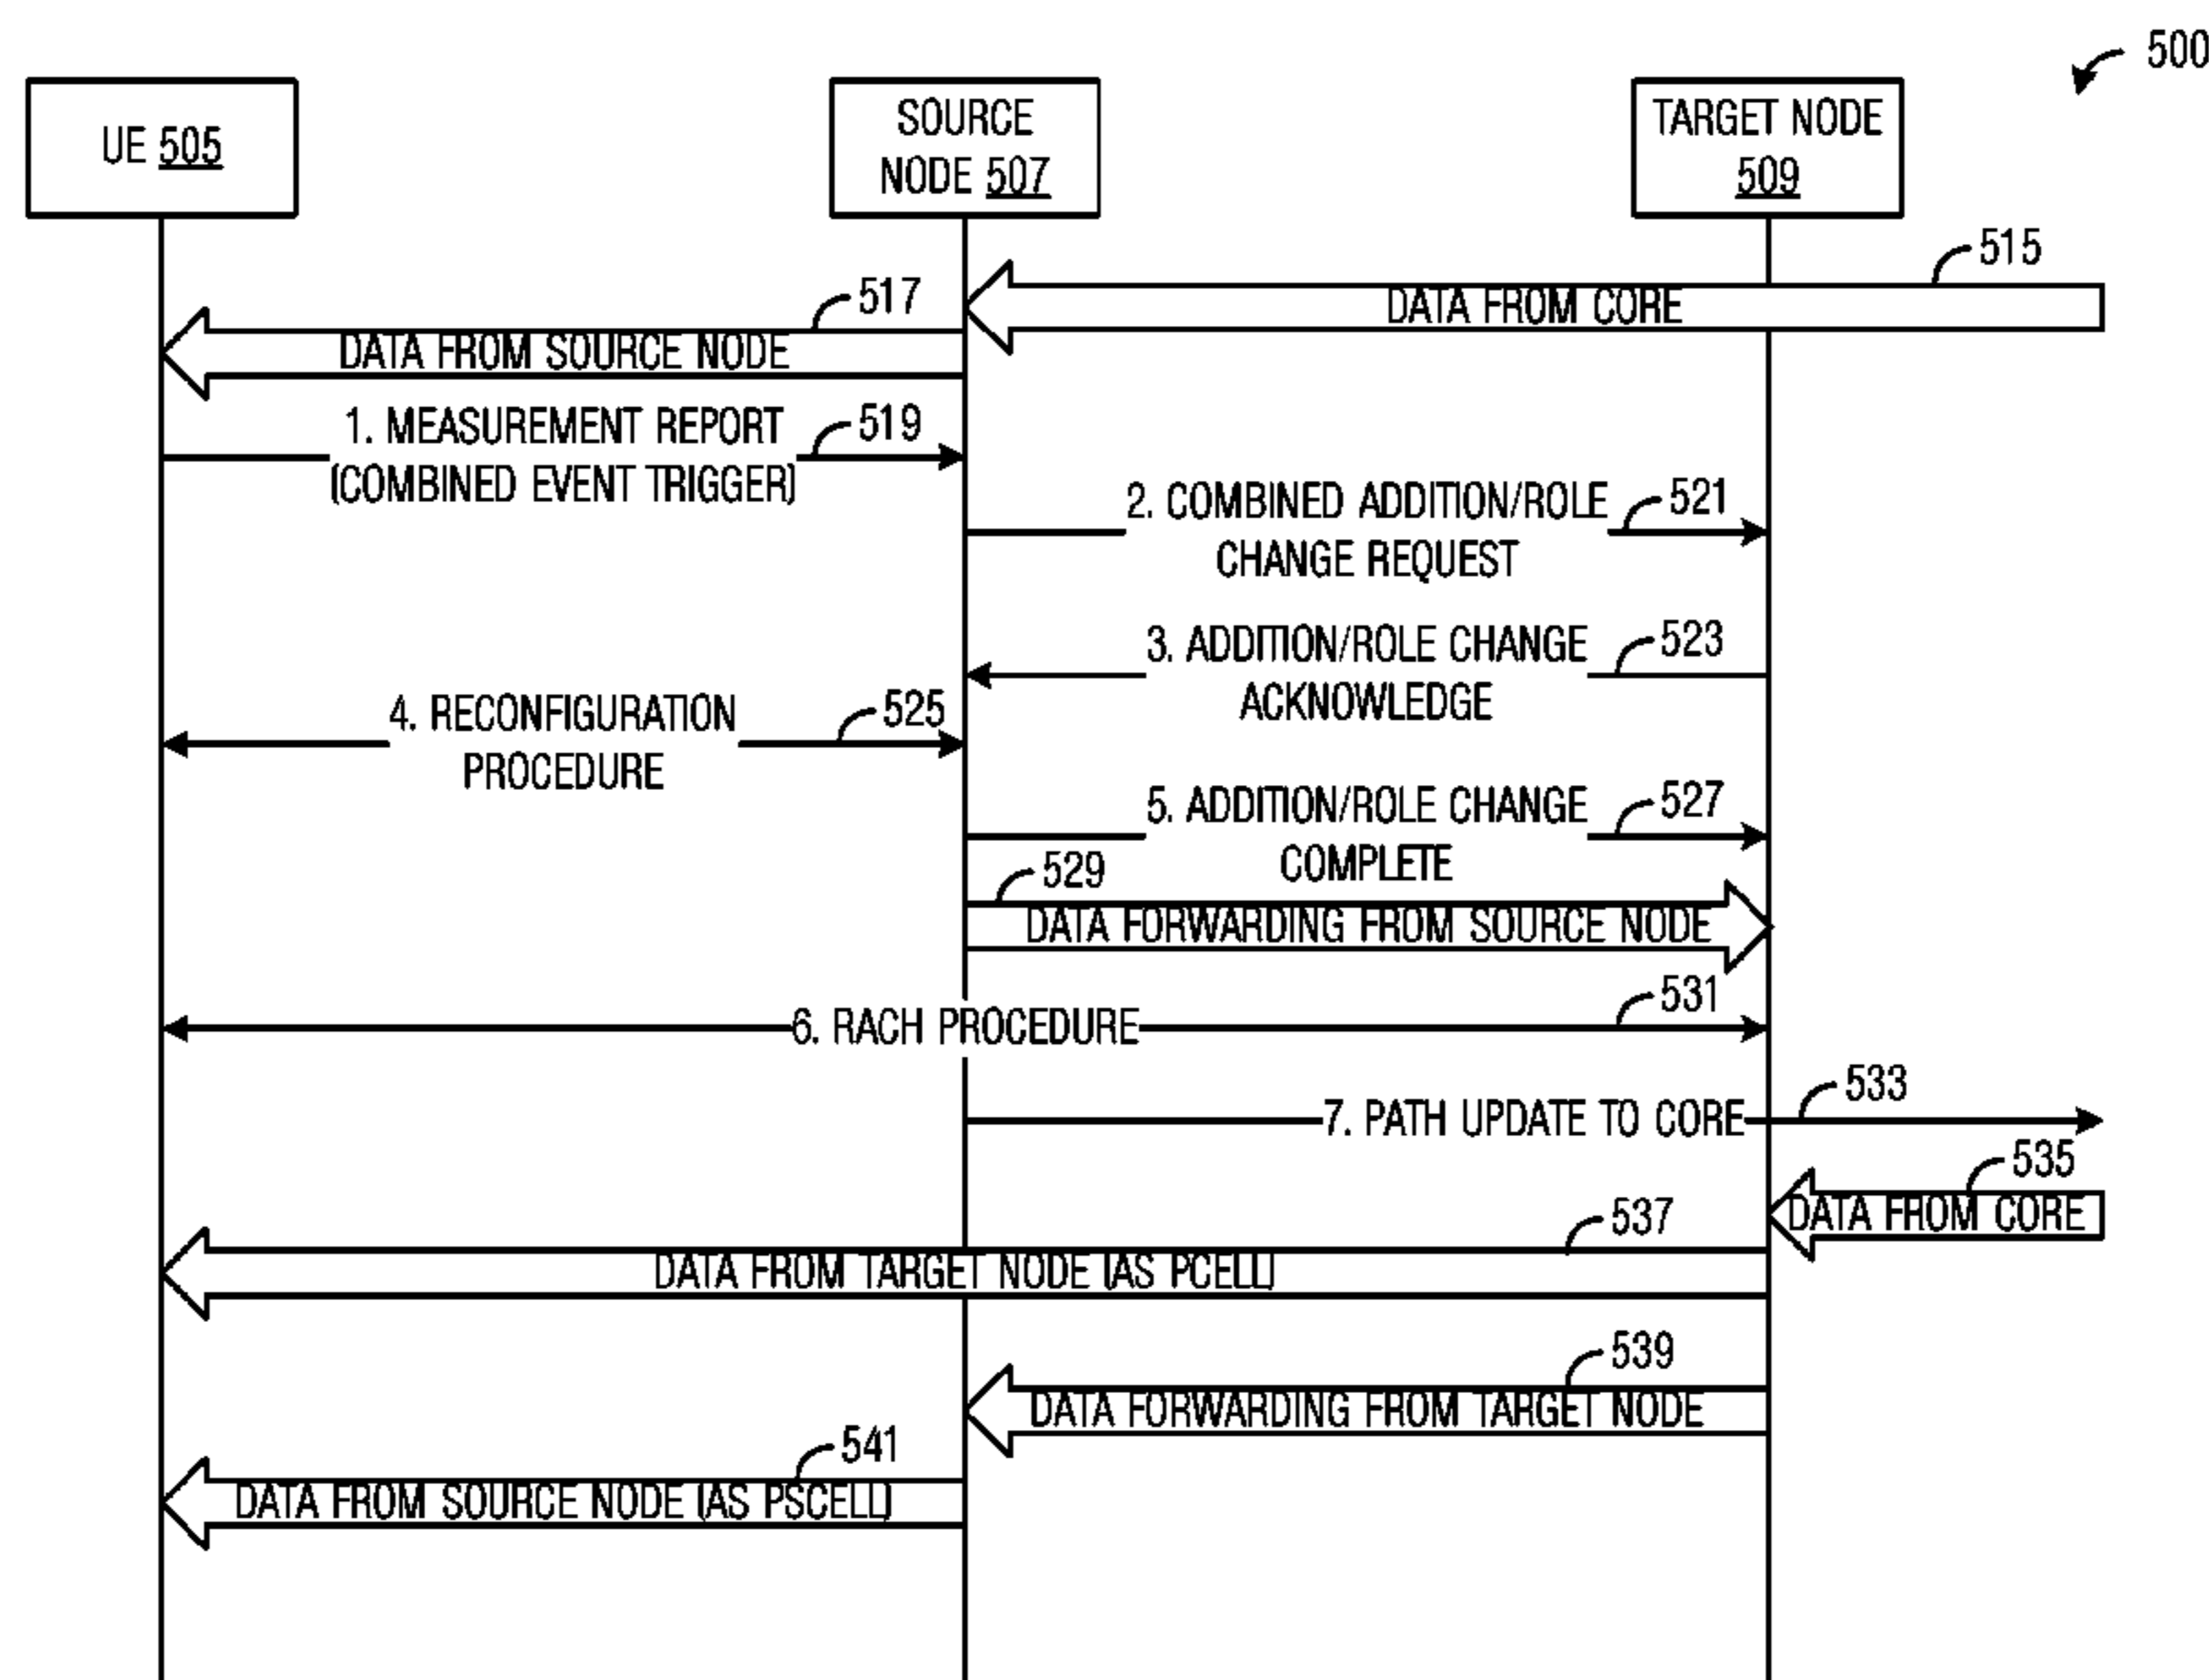 500
UE 505
SOURCE
NODE 507
TARGET NODE
509
515
DATA FROM CORE
517
DATA FROM SOURCE NODE
1. MEASUREMENT REPORT
(COMBINED EVENT TRIGGER)
519
2. COMBINED ADDITION/ROLE
CHANGE REQUEST
521
3. ADDITION/ROLE CHANGE
ACKNOWLEDGE
523
4. RECONFIGURATION
PROCEDURE
525
5. ADDITION/ROLE CHANGE
COMPLETE
527
529
DATA FORWARDING FROM SOURCE NODE
531
6. RACH PROCEDURE
533
7. PATH UPDATE TO CORE
535
DATA FROM CORE
537
DATA FROM TARGET NODE (AS PCELL)
539
DATA FORWARDING FROM TARGET NODE
541
DATA FROM SOURCE NODE (AS PSCELL)